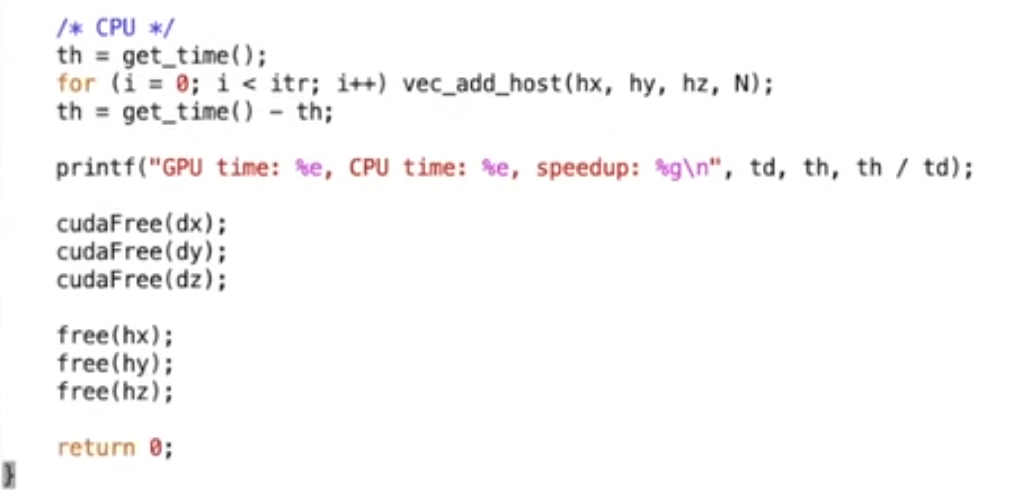 /* CPU */
th = get_time();
for (i = 0; i < itr; i++) vec_add_host(hx, hy, hz, N);
th = get_time() - th;
printf("GPU time: %e, CPU time: %e, speedup: %g\n", td, th, th / td);
cudaFree(dx);
cudaFree(dy);
cudaFree(dz);
free(hx);
free(hy);
free(hz);
return 0;
}